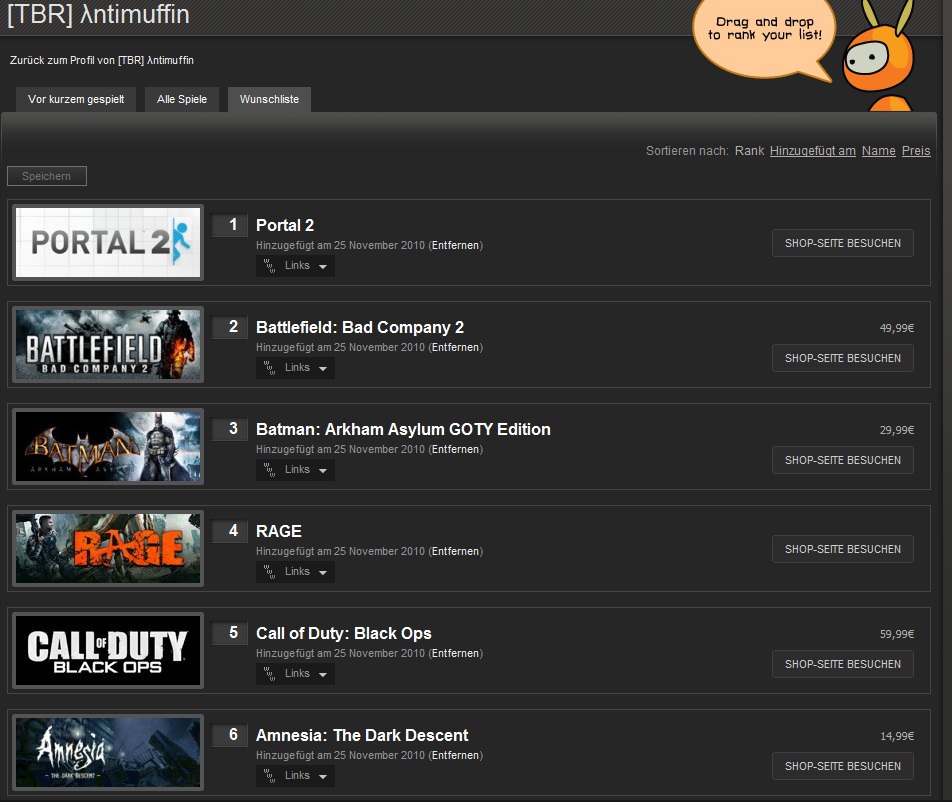 [TBR] λntimuffin
Drag and drop
to rank your list!
Zurück zum Profil von [TBR] λntimuffin
Vor kurzem gespielt Alle Spiele Wunschliste
Sortieren nach: Rank Hinzugefügt am Name Preis
Speichern
PORTAL 2
1 Portal 2
Hinzugefügt am 25 November 2010 (Entfernen)
Links
SHOP-SEITE BESUCHEN
BATTLEFIELD
BAD COMPANY 2
2 Battlefield: Bad Company 2
49,99€
Hinzugefügt am 25 November 2010 (Entfernen)
Links
SHOP-SEITE BESUCHEN
BATMAN
ARKHAM ASYLUM
3 Batman: Arkham Asylum GOTY Edition
29,99€
Hinzugefügt am 25 November 2010 (Entfernen)
Links
SHOP-SEITE BESUCHEN
RAGE
4 RAGE
Hinzugefügt am 25 November 2010 (Entfernen)
Links
SHOP-SEITE BESUCHEN
CALL OF DUTY
BLACK OPS
5 Call of Duty: Black Ops
59,99€
Hinzugefügt am 25 November 2010 (Entfernen)
Links
SHOP-SEITE BESUCHEN
Amnesia
- THE DARK DESCENT -
6 Amnesia: The Dark Descent
14,99€
Hinzugefügt am 25 November 2010 (Entfernen)
Links
SHOP-SEITE BESUCHEN